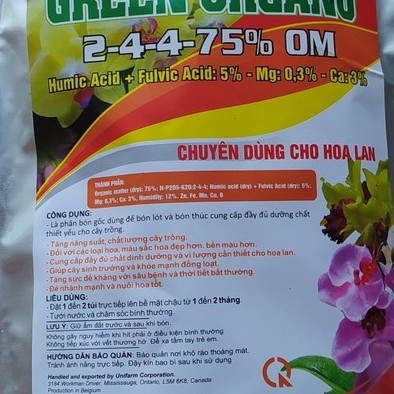 GREEN ORGANO
2-4-4-75% OM
Humic Acid + Fulvic Acid: 5% - Mg: 0,3% - Ca: 3%
CHUYÊN DÙNG CHO HOA LAN
THÀNH PHẦN:
Organic matter (dry): 75%; N-P2O5-K2O:2-4-4; Humic acid (dry) + Fulvic Acid (dry): 5%;
Mg: 0.3%; Ca: 3%, Humidity: 12%, Zn, Fe, Mn, Cu, B
CÔNG DỤNG:
- Là phân bón gốc dùng để bón lót và bón thúc cung cấp đầy đủ dưỡng chất
thiết yếu cho cây trồng.
- Tăng năng suất, chất lượng cây trồng.
- Đối với các loại hoa, màu sắc hoa đẹp hơn, bền màu hơn.
- Cung cấp đầy đủ chất dinh dưỡng và vi lượng cần thiết cho hoa lan.
- Giúp cây sinh trưởng và khỏe mạnh đồng loạt.
- Tăng sức đề kháng với sâu bệnh và thời tiết bất thường.
- Đẻ nhánh mạnh và nuôi hoa tốt.
LIỀU DÙNG:
- Đặt 1 đến 2 túi trực tiếp lên bề mặt chậu từ 1 đến 2 tháng.
- Tưới nước và chăm sóc bình thường.
LƯU Ý: Giữ ẩm đất trước và sau khi bón.
Không gây nguy hiểm khi hít phải ở điều kiện bình thường
Không tiếp xúc với vết thương hở. Để xa tầm tay trẻ em.
HƯỚNG DẪN BẢO QUẢN: Bảo quản nơi khô ráo thoáng mát.
Tránh ánh nắng trực tiếp. Đậy kín bao bì sau khi sử dụng
Handled and exported by Unifarm Corporation.
3184 Workman Driver, Mississauga, Ontario, L5M 6K8, Canada
Production in Belgium